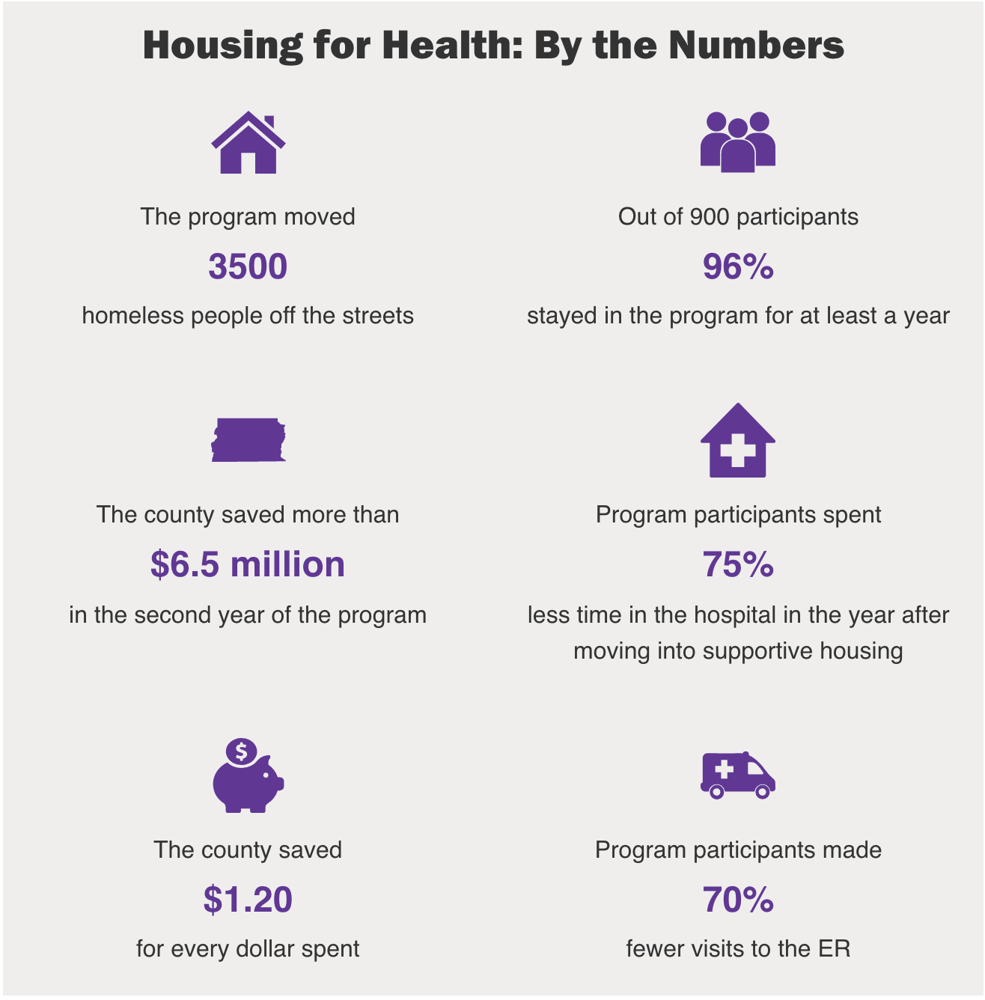 Housing for Health: By the Numbers
The program moved
3500
homeless people off the streets
Out of 900 participants
96%
stayed in the program for at least a year
The county saved more than
$6.5 million
in the second year of the program
Program participants spent
75%
less time in the hospital in the year after
moving into supportive housing
$
The county saved
$1.20
for every dollar spent
Program participants made
70%
fewer visits to the ER